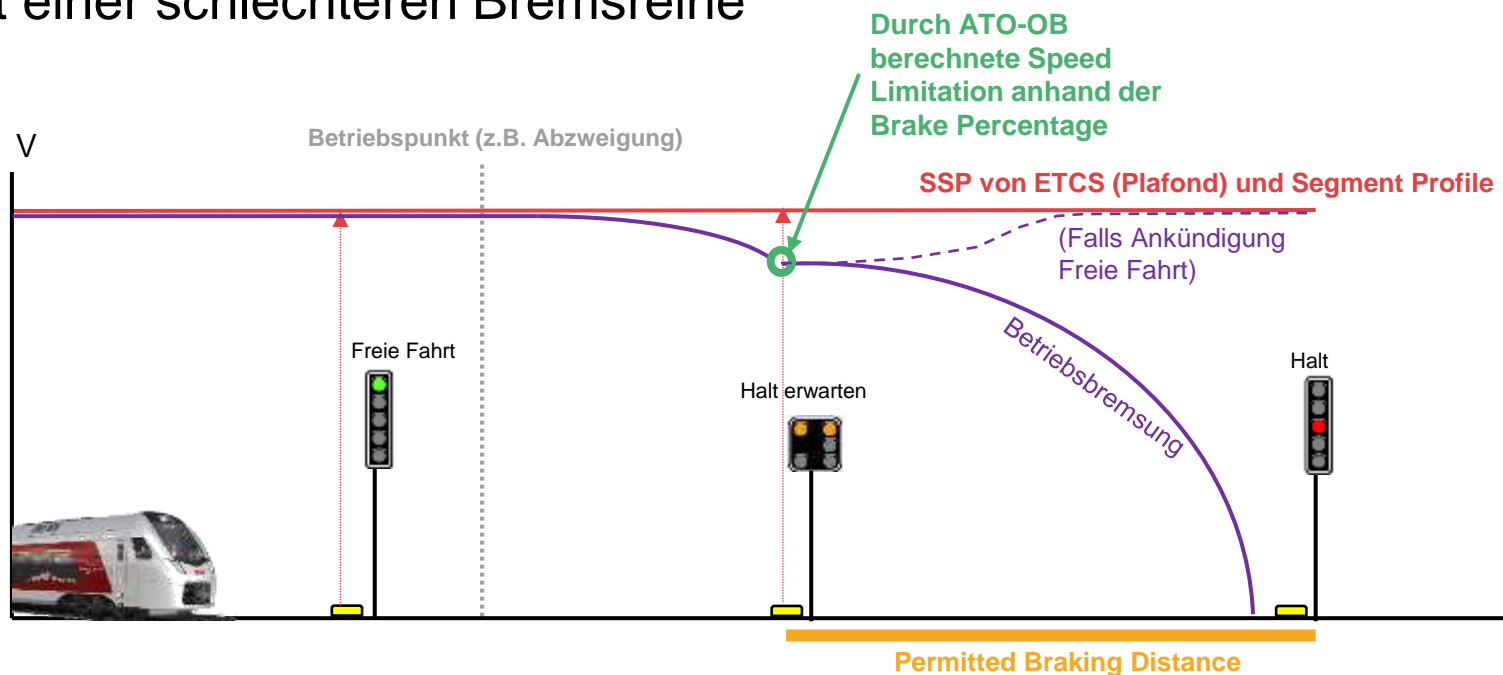 einer schlechteren Bremsreihe
Durch ATO-OB
berechnete Speed
Limitation anhand der
Brake Percentage
V
Betriebspunkt (z.B. Abzweigung)
SSP von ETCS (Plafond) und Segment Profile
(Falls Ankündigung
Freie Fahrt)
Betriebsbremsung
Freie Fahrt
Halt erwarten
Halt
Permitted Braking Distance